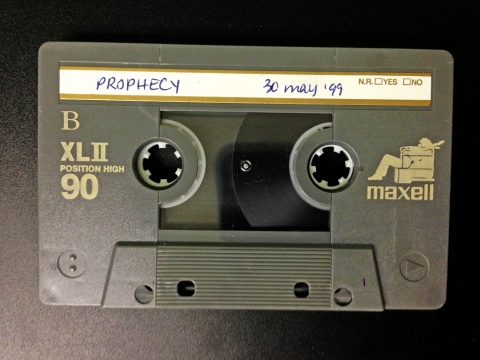 PROPHECY 30 may '99 N.R. YES NO
B
XLII
POSITION HIGH
90
maxell